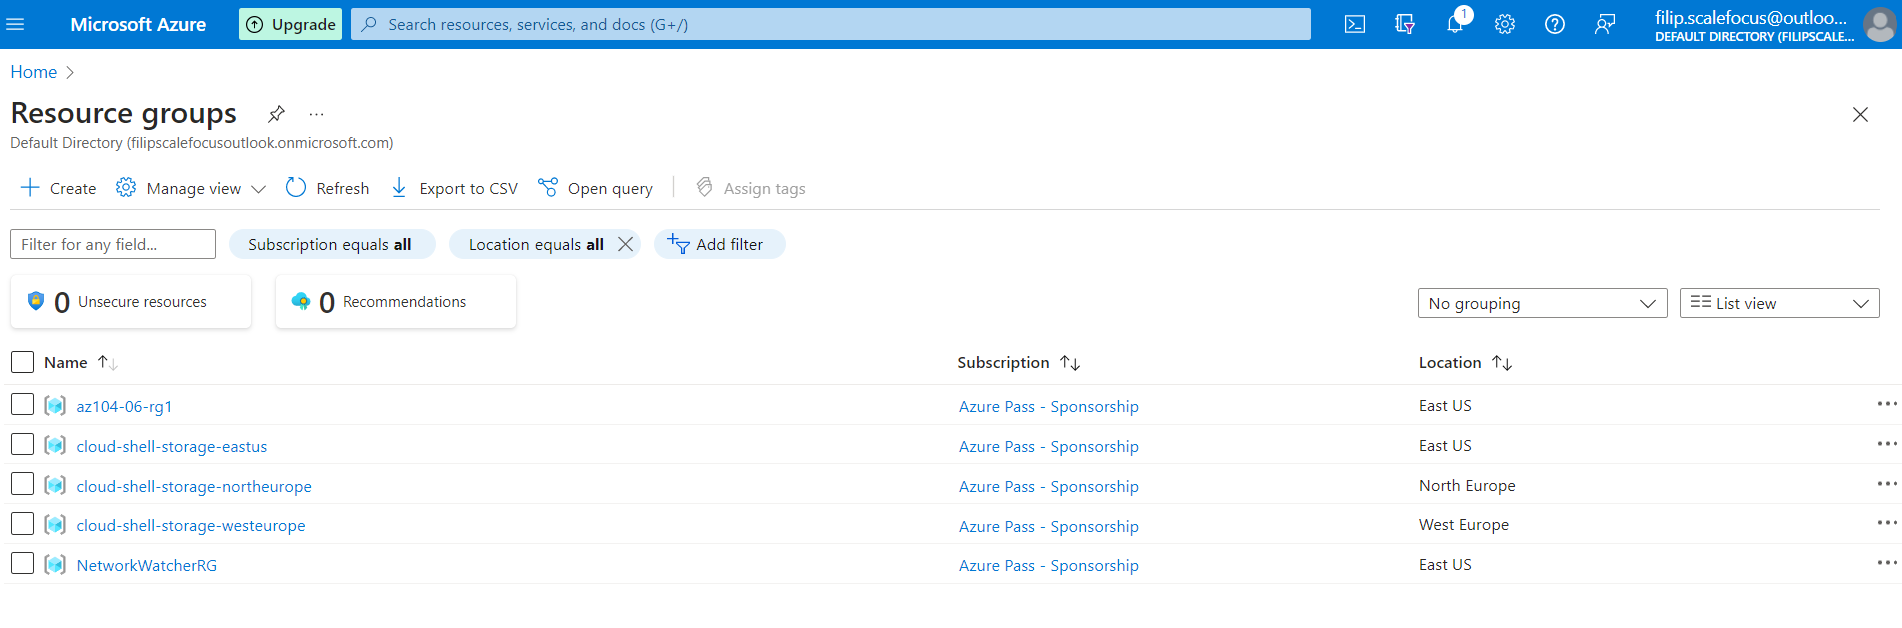 Microsoft Azure
Upgrade
Search resources, services, and docs (G+/)
1
filip.scalefocus@outloo...
DEFAULT DIRECTORY (FILIPSCALE...
Home
Resource groups
...
Default Directory (filipscalefocusoutlook.onmicrosoft.com)
Create
Manage view
Refresh
Export to CSV
Open query
Assign tags
Filter for any field...
Subscription equals all
Location equals all
Add filter
0 Unsecure resources
0 Recommendations
No grouping
List view
Name Subscription Location
az104-06-rg1 Azure Pass - Sponsorship East US ...
cloud-shell-storage-eastus Azure Pass - Sponsorship East US ...
cloud-shell-storage-northeurope Azure Pass - Sponsorship North Europe ...
cloud-shell-storage-westeurope Azure Pass - Sponsorship West Europe ...
NetworkWatcherRG Azure Pass - Sponsorship East US ...